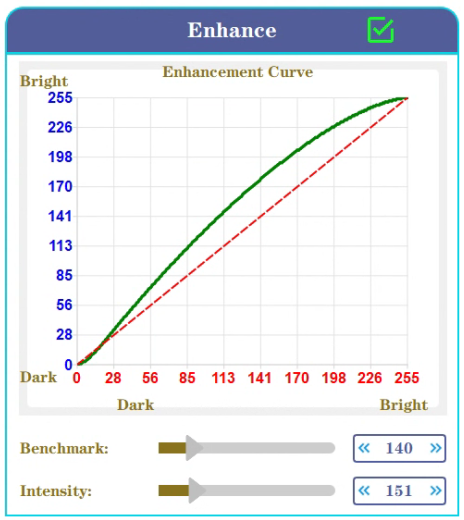 Enhance
Enhancement Curve
Bright
255
226
198
170
141
113
85
56
28
0
Dark 0 28 56 85 113 141 170 198 226 255
Dark Bright
Benchmark: « 140 »
Intensity: « 151 »